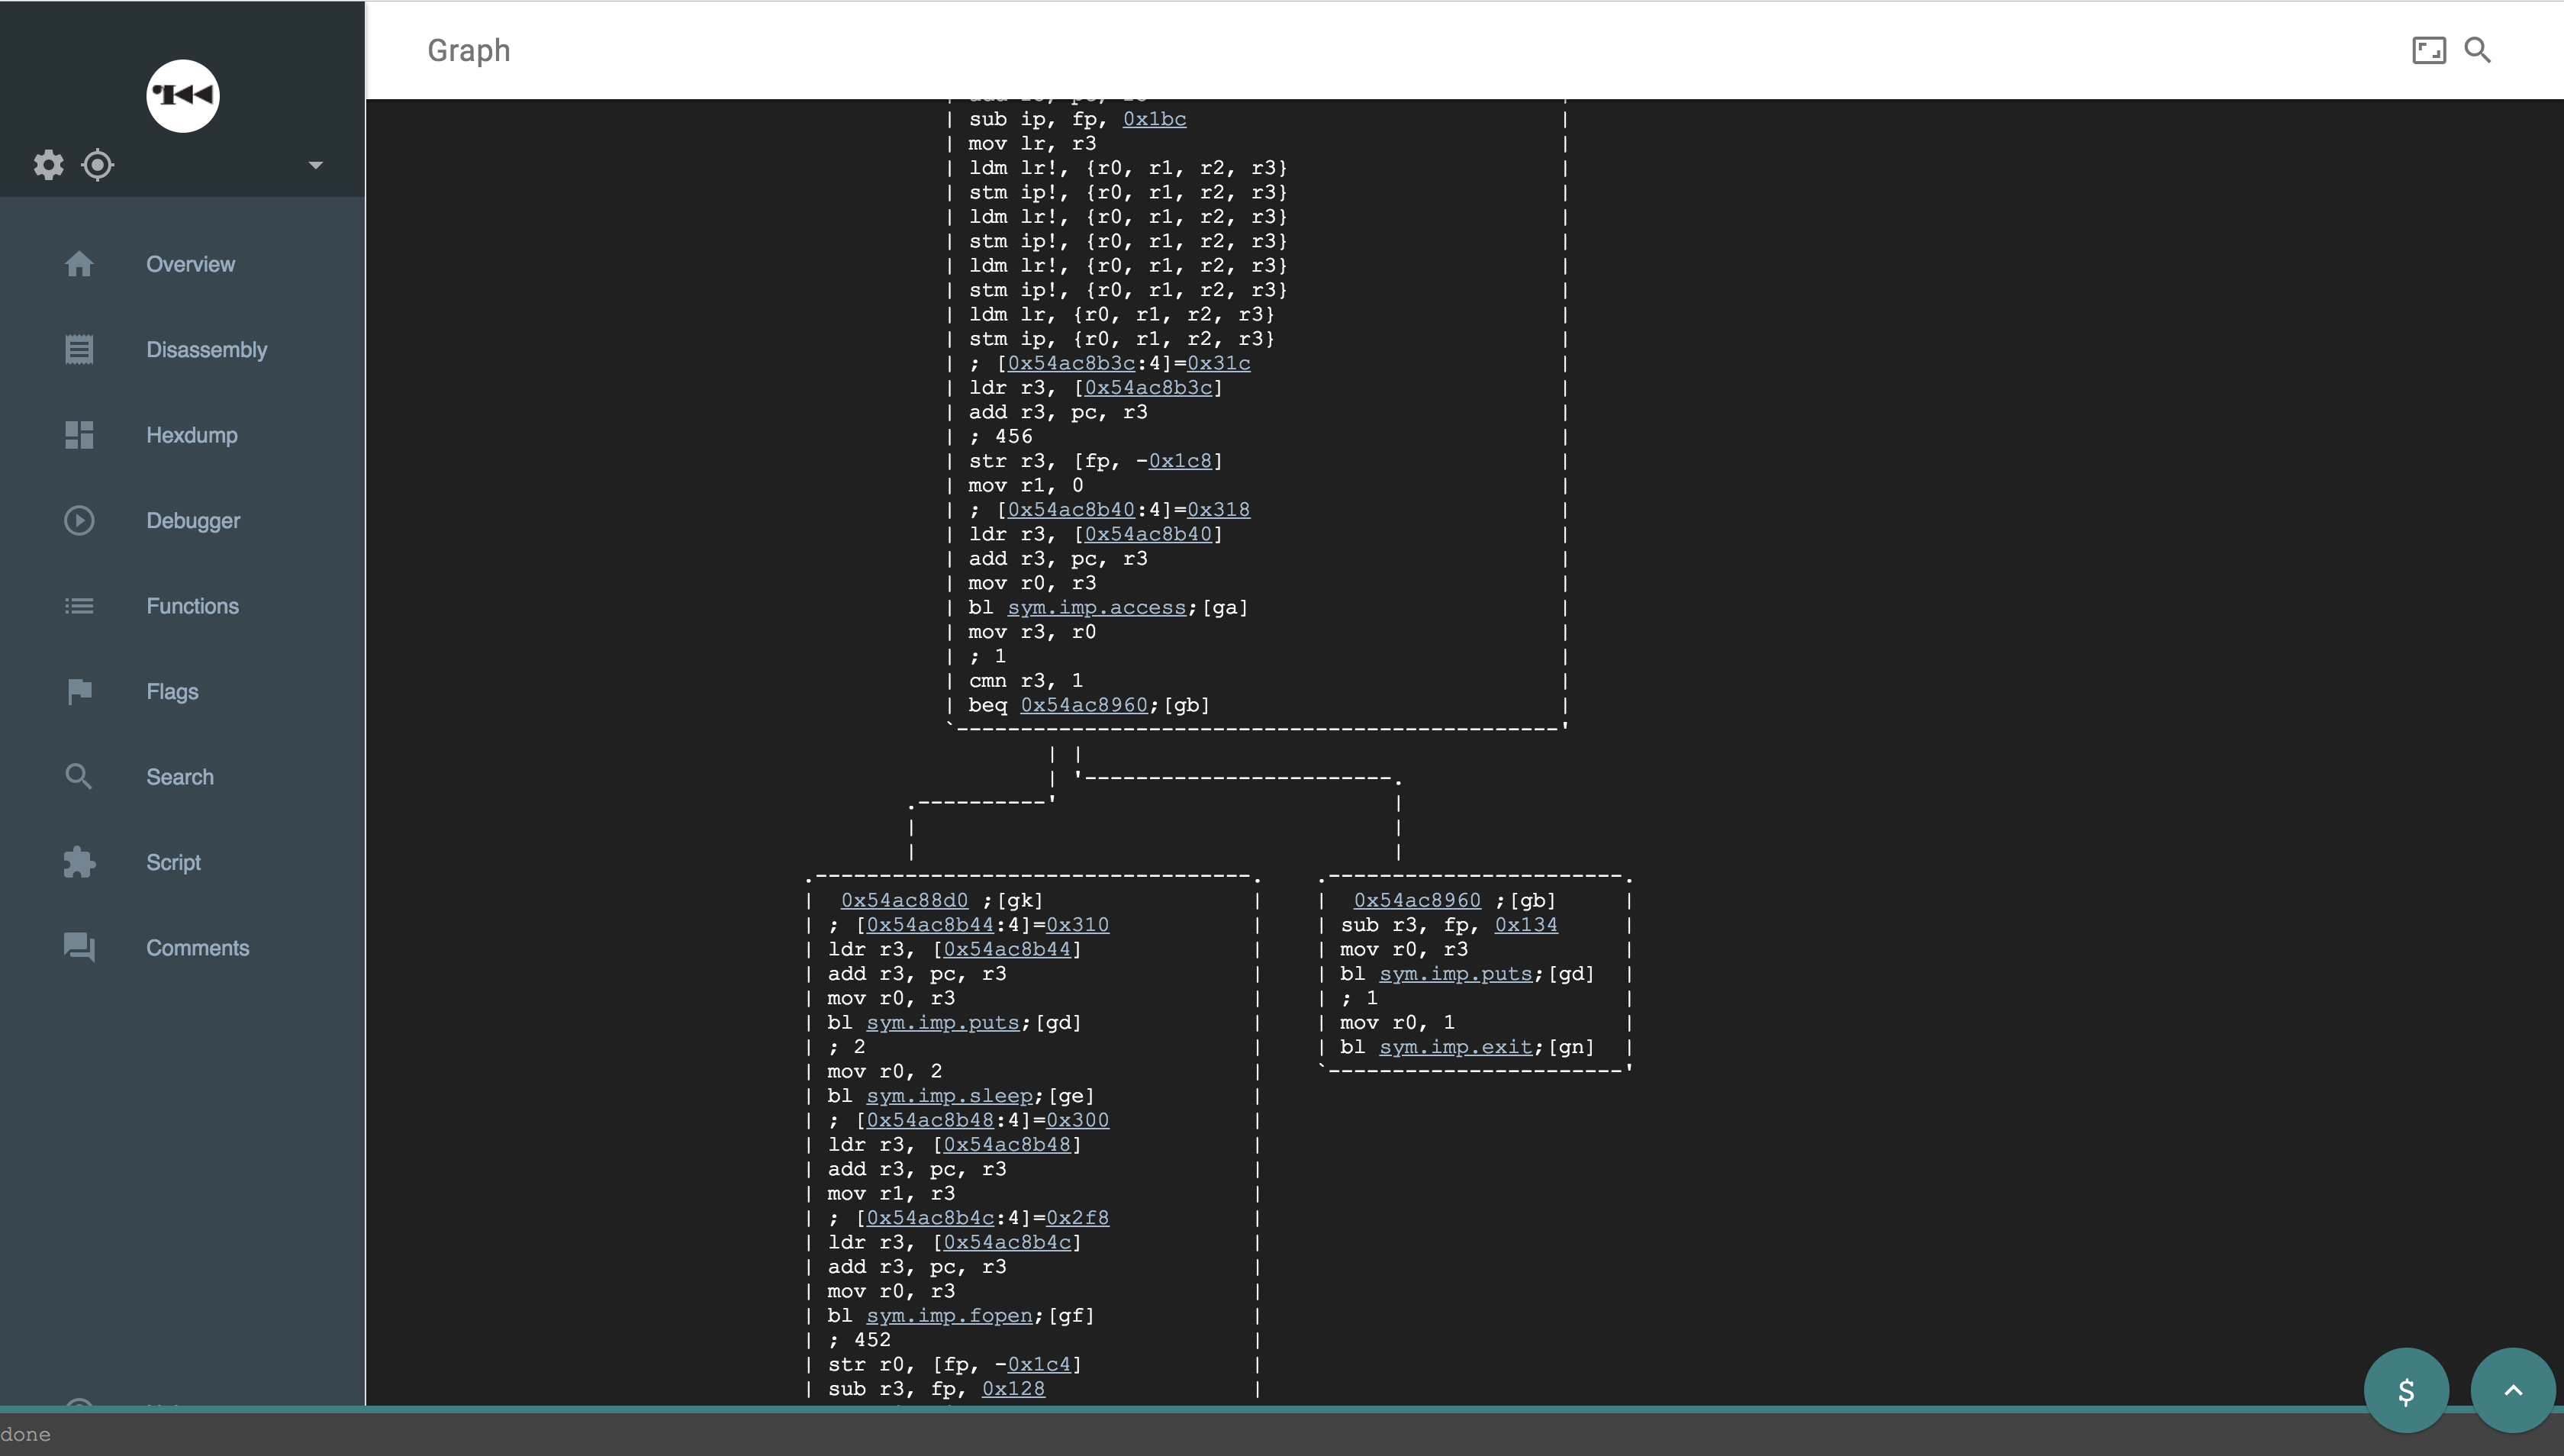 Graph
Overview
Disassembly
Hexdump
Debugger
Functions
Flags
Search
Script
Comments
| sub ip, fp, 0x1bc |
| mov lr, r3 |
| ldm lr!, {r0, r1, r2, r3} |
| stm ip!, {r0, r1, r2, r3} |
| ldm lr!, {r0, r1, r2, r3} |
| stm ip!, {r0, r1, r2, r3} |
| ldm lr!, {r0, r1, r2, r3} |
| stm ip!, {r0, r1, r2, r3} |
| ldm lr, {r0, r1, r2, r3} |
| stm ip, {r0, r1, r2, r3} |
| ; [0x54ac8b3c:4]=0x31c |
| ldr r3, [0x54ac8b3c] |
| add r3, pc, r3 |
| ; 456 |
| str r3, [fp, -0x1c8] |
| mov r1, 0 |
| ; [0x54ac8b40:4]=0x318 |
| ldr r3, [0x54ac8b40] |
| add r3, pc, r3 |
| mov r0, r3 |
| bl sym.imp.access;[ga] |
| mov r3, r0 |
| ; 1 |
| cmn r3, 1 |
| beq 0x54ac8960;[gb] |
| 0x54ac88d0 ;[gk] |
| ; [0x54ac8b44:4]=0x310 |
| ldr r3, [0x54ac8b44] |
| add r3, pc, r3 |
| mov r0, r3 |
| bl sym.imp.puts;[gd] |
| ; 2 |
| mov r0, 2 |
| bl sym.imp.sleep;[ge] |
| ; [0x54ac8b48:4]=0x300 |
| ldr r3, [0x54ac8b48] |
| add r3, pc, r3 |
| mov r1, r3 |
| ; [0x54ac8b4c:4]=0x2f8 |
| ldr r3, [0x54ac8b4c] |
| add r3, pc, r3 |
| mov r0, r3 |
| bl sym.imp.fopen;[gf] |
| ; 452 |
| str r0, [fp, -0x1c4] |
| sub r3, fp, 0x128 |
| 0x54ac8960 ;[gb] |
| sub r3, fp, 0x134 |
| mov r0, r3 |
| bl sym.imp.puts;[gd] |
| ; 1 |
| mov r0, 1 |
| bl sym.imp.exit;[gn] |
$
done